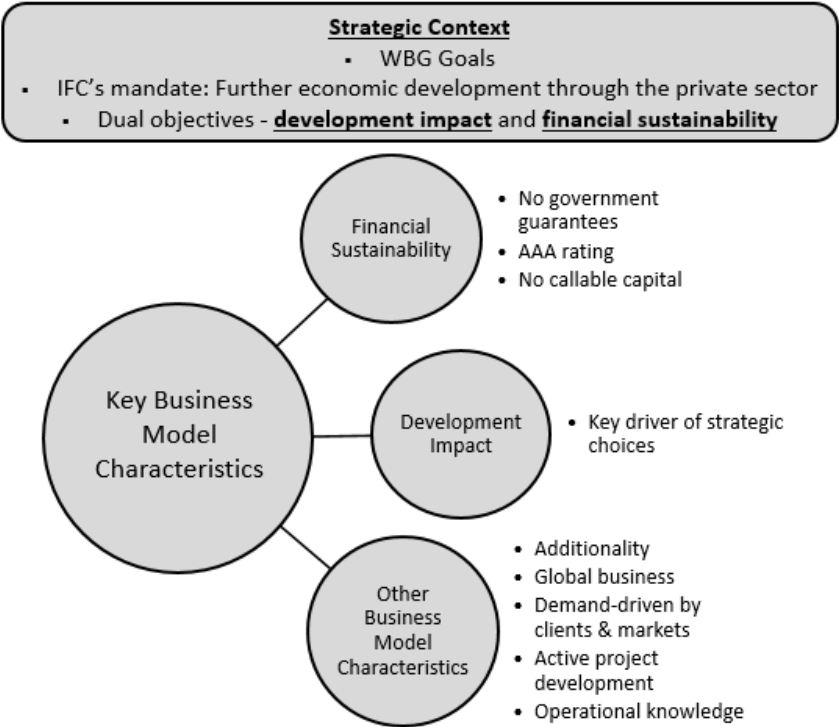 Strategic Context
▪ WBG Goals
▪ IFC’s mandate: Further economic development through the private sector
▪ Dual objectives - development impact and financial sustainability
Financial
Sustainability
• No government
guarantees
• AAA rating
• No callable capital
Key Business
Model
Characteristics
Development
Impact
• Key driver of strategic
choices
Other
Business
Model
Characteristics
• Additionality
• Global business
• Demand-driven by
clients & markets
• Active project
development
• Operational knowledge